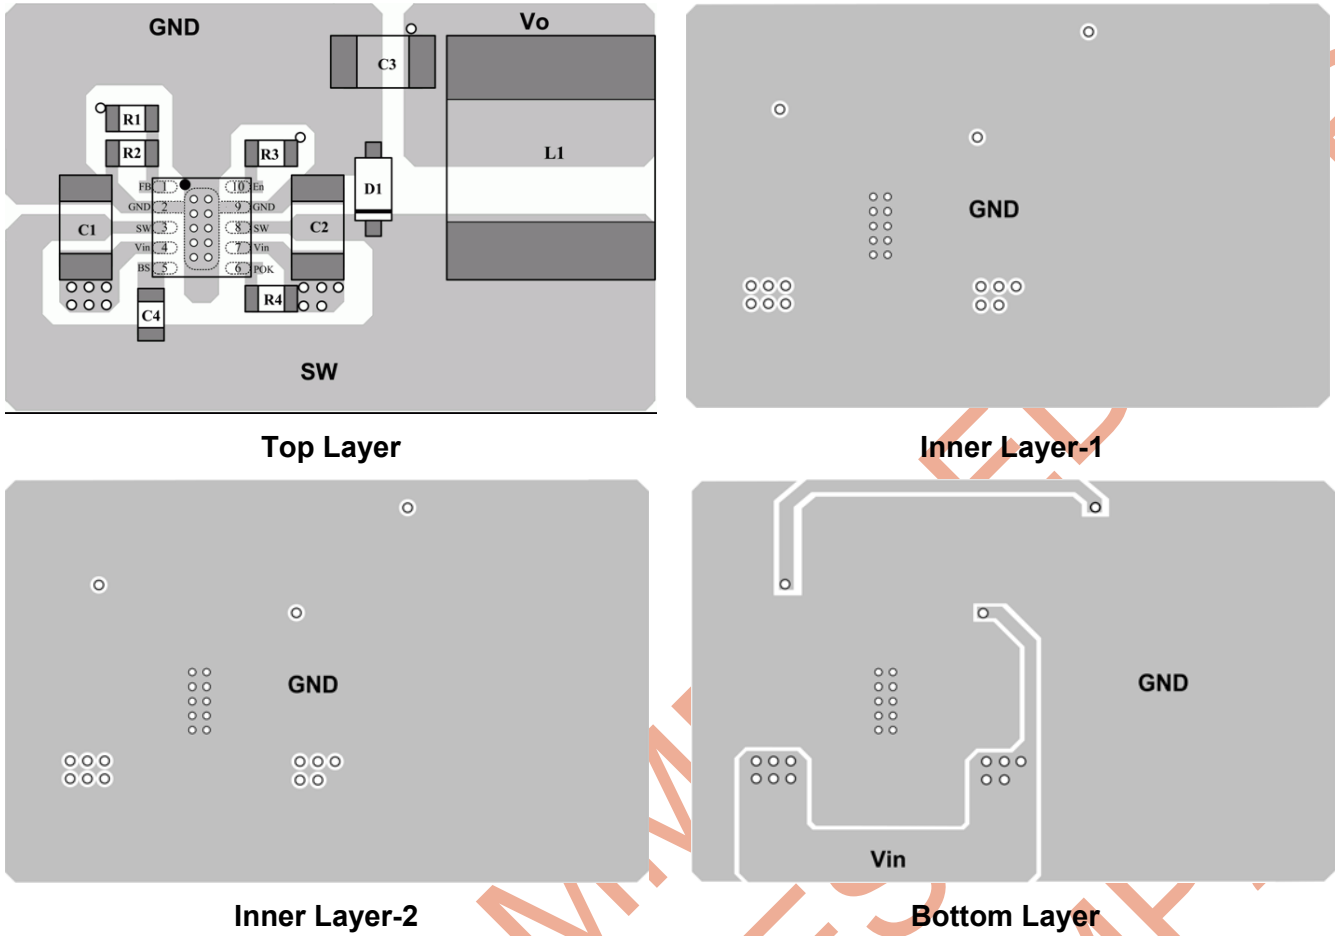 GND
Vo
C3
R1
R2
R3
L1
D1
FB 1
10 En
GND 2
9 GND
C1
SW 3
8 SW
C2
Vin 4
7 Vin
BS 5
6 POK
R4
C4
SW
Top Layer
GND
Inner Layer-1
GND
Inner Layer-2
GND
Vin
Bottom Layer